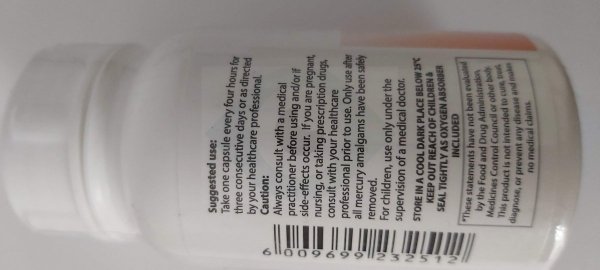 Suggested use:
Take one capsule every four hours for
three consecutive days or as directed
by your healthcare professional.
Caution:
Always consult with a medical
practitioner before using and/or if
side-effects occur. If you are pregnant,
nursing, or taking prescription drugs,
consult with your healthcare
professional prior to use. Only use after
all mercury amalgams have been safely
removed.
For children, use only under the
supervision of a medical doctor.
STORE IN A COOL DARK PLACE BELOW 25°C
KEEP OUT REACH OF CHILDREN &
SEAL TIGHTLY AS OXYGEN ABSORBER
INCLUDED
*These statements have not been evaluated
by the Food and Drug Administration,
Medicines Control Council or other body.
This product is not intended to cure, treat,
diagnose, or prevent any disease and makes
no medical claims.
6 009699 232512